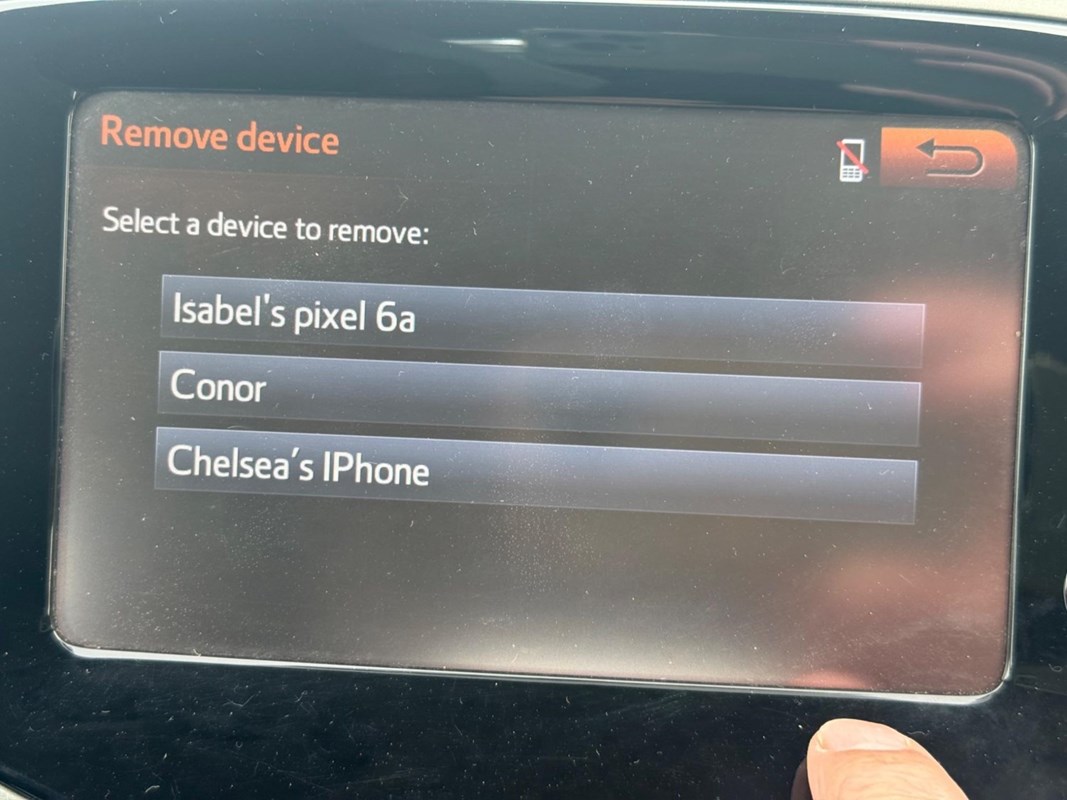 Remove device
Select a device to remove:
Isabel's pixel 6a
Conor
Chelsea's IPhone